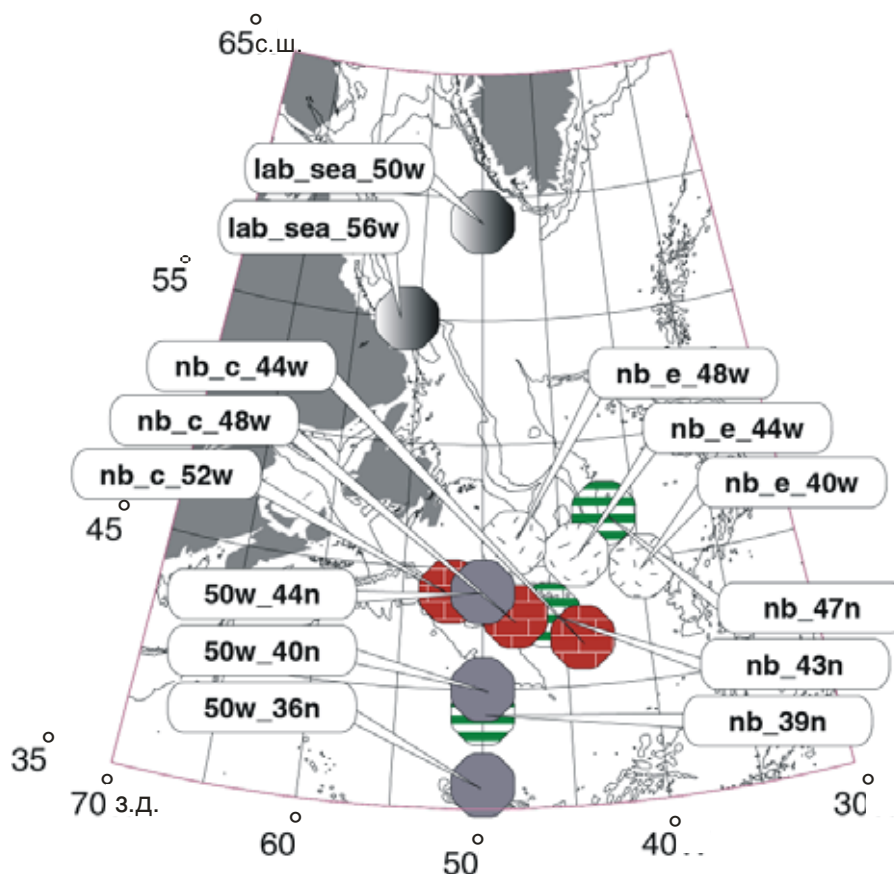 65° с.ш.
lab_sea_50w
lab_sea_56w
55°
nb_c_44w
nb_e_48w
nb_c_48w
nb_e_44w
nb_c_52w
nb_e_40w
45°
50w_44n
nb_47n
50w_40n
nb_43n
50w_36n
nb_39n
35°
70° з.д.
30°
60°
40°
50°